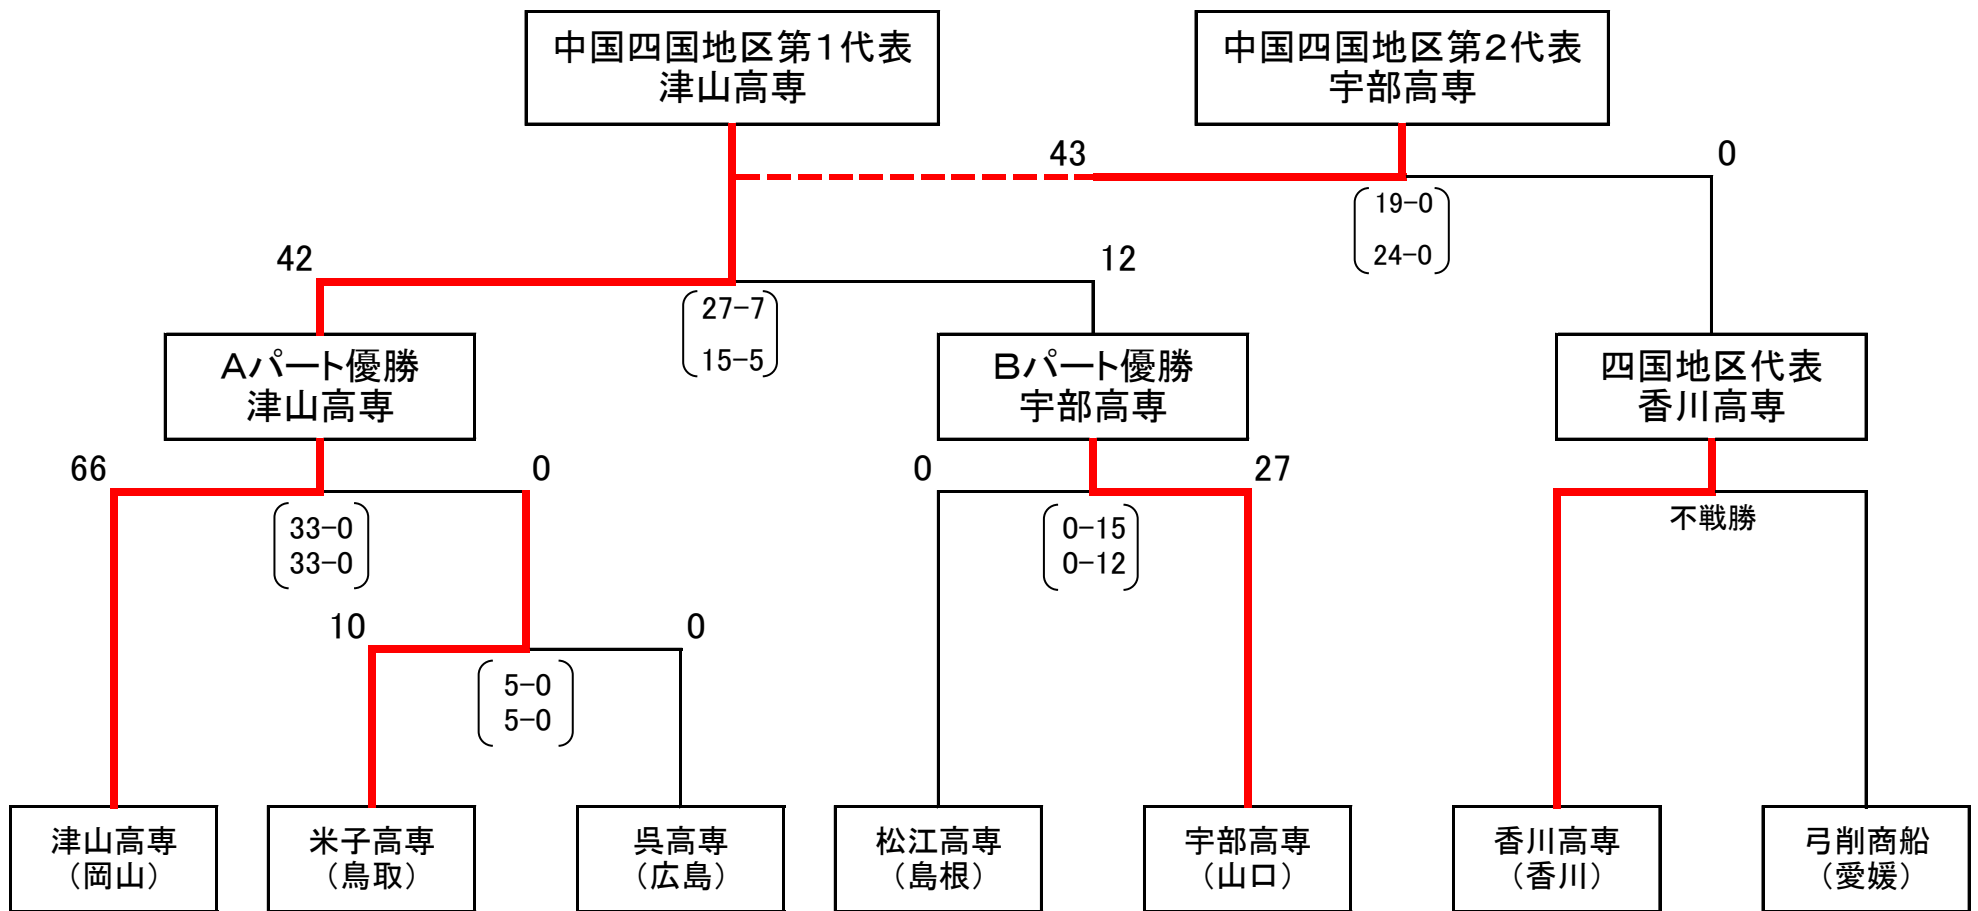 中国四国地区第１代表
津山高専
中国四国地区第２代表
宇部高専
43
0
19-0
24-0
42
12
27-7
15-5
Ａパート優勝
津山高専
Ｂパート優勝
宇部高専
四国地区代表
香川高専
66
0
0
27
33-0
33-0
0-15
0-12
不戦勝
10
0
5-0
5-0
津山高専
（岡山）
米子高専
（鳥取）
呉高専
（広島）
松江高専
（島根）
宇部高専
（山口）
香川高専
（香川）
弓削商船
（愛媛）